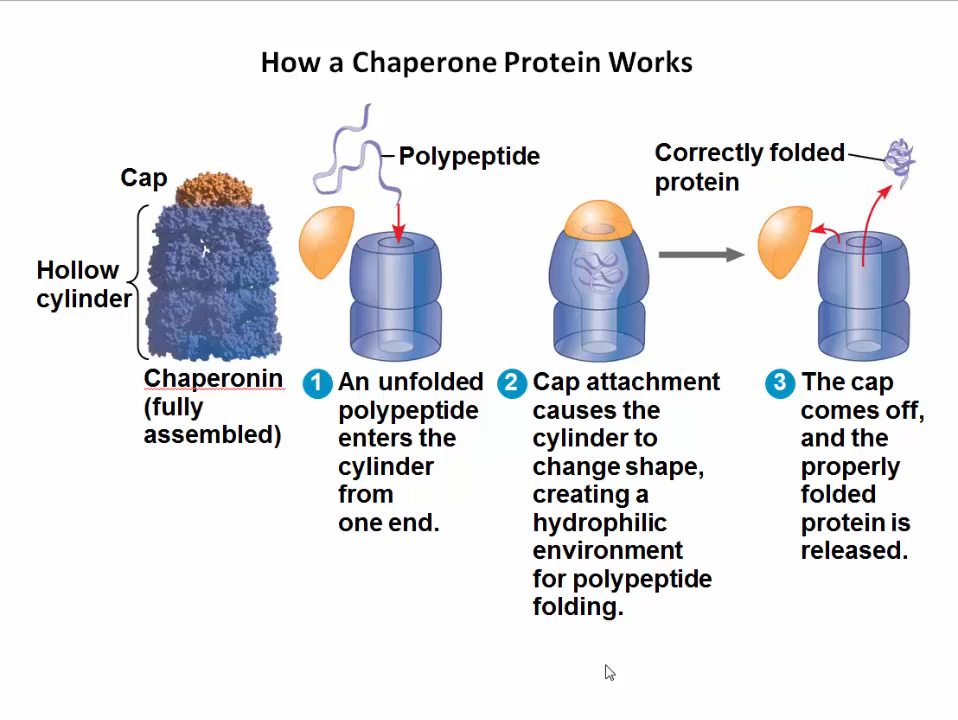 How a Chaperone Protein Works
Polypeptide
Correctly folded
protein
Cap
Hollow
cylinder
Chaperonin
(fully
assembled)
1 An unfolded
polypeptide
enters the
cylinder
from
one end.
2 Cap attachment
causes the
cylinder to
change shape,
creating a
hydrophilic
environment
for polypeptide
folding.
3 The cap
comes off,
and the
properly
folded
protein is
released.